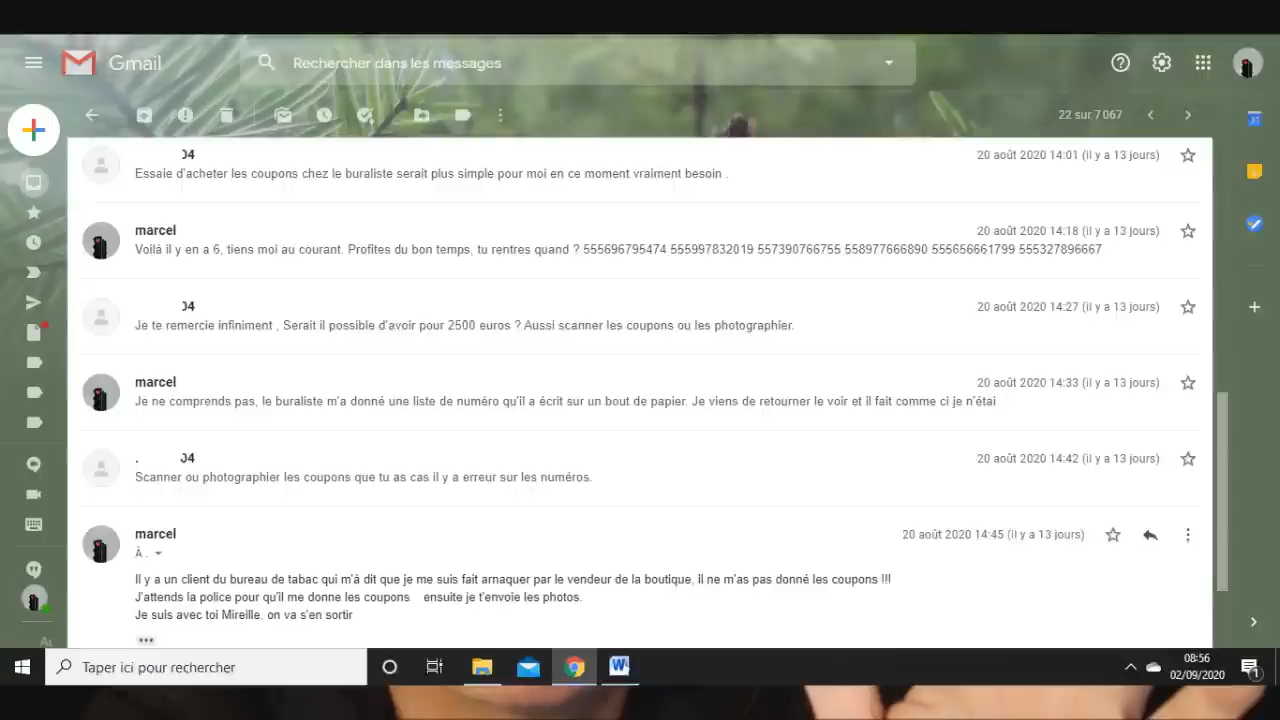 Gmail
Rechercher dans les messages
22 sur 7 067
04
20 août 2020 14:01 (il y a 13 jours)
Essaie d'acheter les coupons chez le buraliste serait plus simple pour moi en ce moment vraiment besoin .
marcel
20 août 2020 14:18 (il y a 13 jours)
Voilà il y en a 6, tiens moi au courant. Profites du bon temps, tu rentres quand ? 555696795474 555997832019 557390766755 558977666890 555656661799 555327896667
04
20 août 2020 14:27 (il y a 13 jours)
Je te remercie infiniment , Serait il possible d'avoir pour 2500 euros ? Aussi scanner les coupons ou les photographier.
marcel
20 août 2020 14:33 (il y a 13 jours)
Je ne comprends pas, le buraliste m'a donné une liste de numéro qu'il a écrit sur un bout de papier. Je viens de retourner le voir et il fait comme ci je n'étai
. 04
20 août 2020 14:42 (il y a 13 jours)
Scanner ou photographier les coupons que tu as cas il y a erreur sur les numéros.
marcel
20 août 2020 14:45 (il y a 13 jours)
À .
Il y a un client du bureau de tabac qui m'à dit que je me suis fait arnaquer par le vendeur de la boutique, il ne m'as pas donné les coupons !!!
J'attends la police pour qu'il me donne les coupons ensuite je t'envoie les photos.
Je suis avec toi Mireille, on va s'en sortir
31
Taper ici pour rechercher
W
08:56
02/09/2020
1